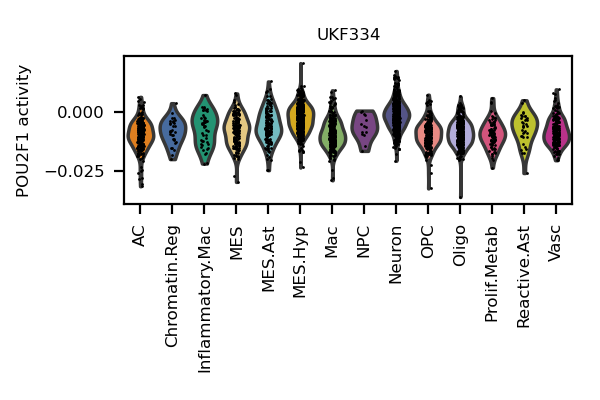 UKF334
POU2F1 activity
0.000
−0.025
AC
Chromatin.Reg
Inflammatory.Mac
MES
MES.Ast
MES.Hyp
Mac
NPC
Neuron
OPC
Oligo
Prolif.Metab
Reactive.Ast
Vasc